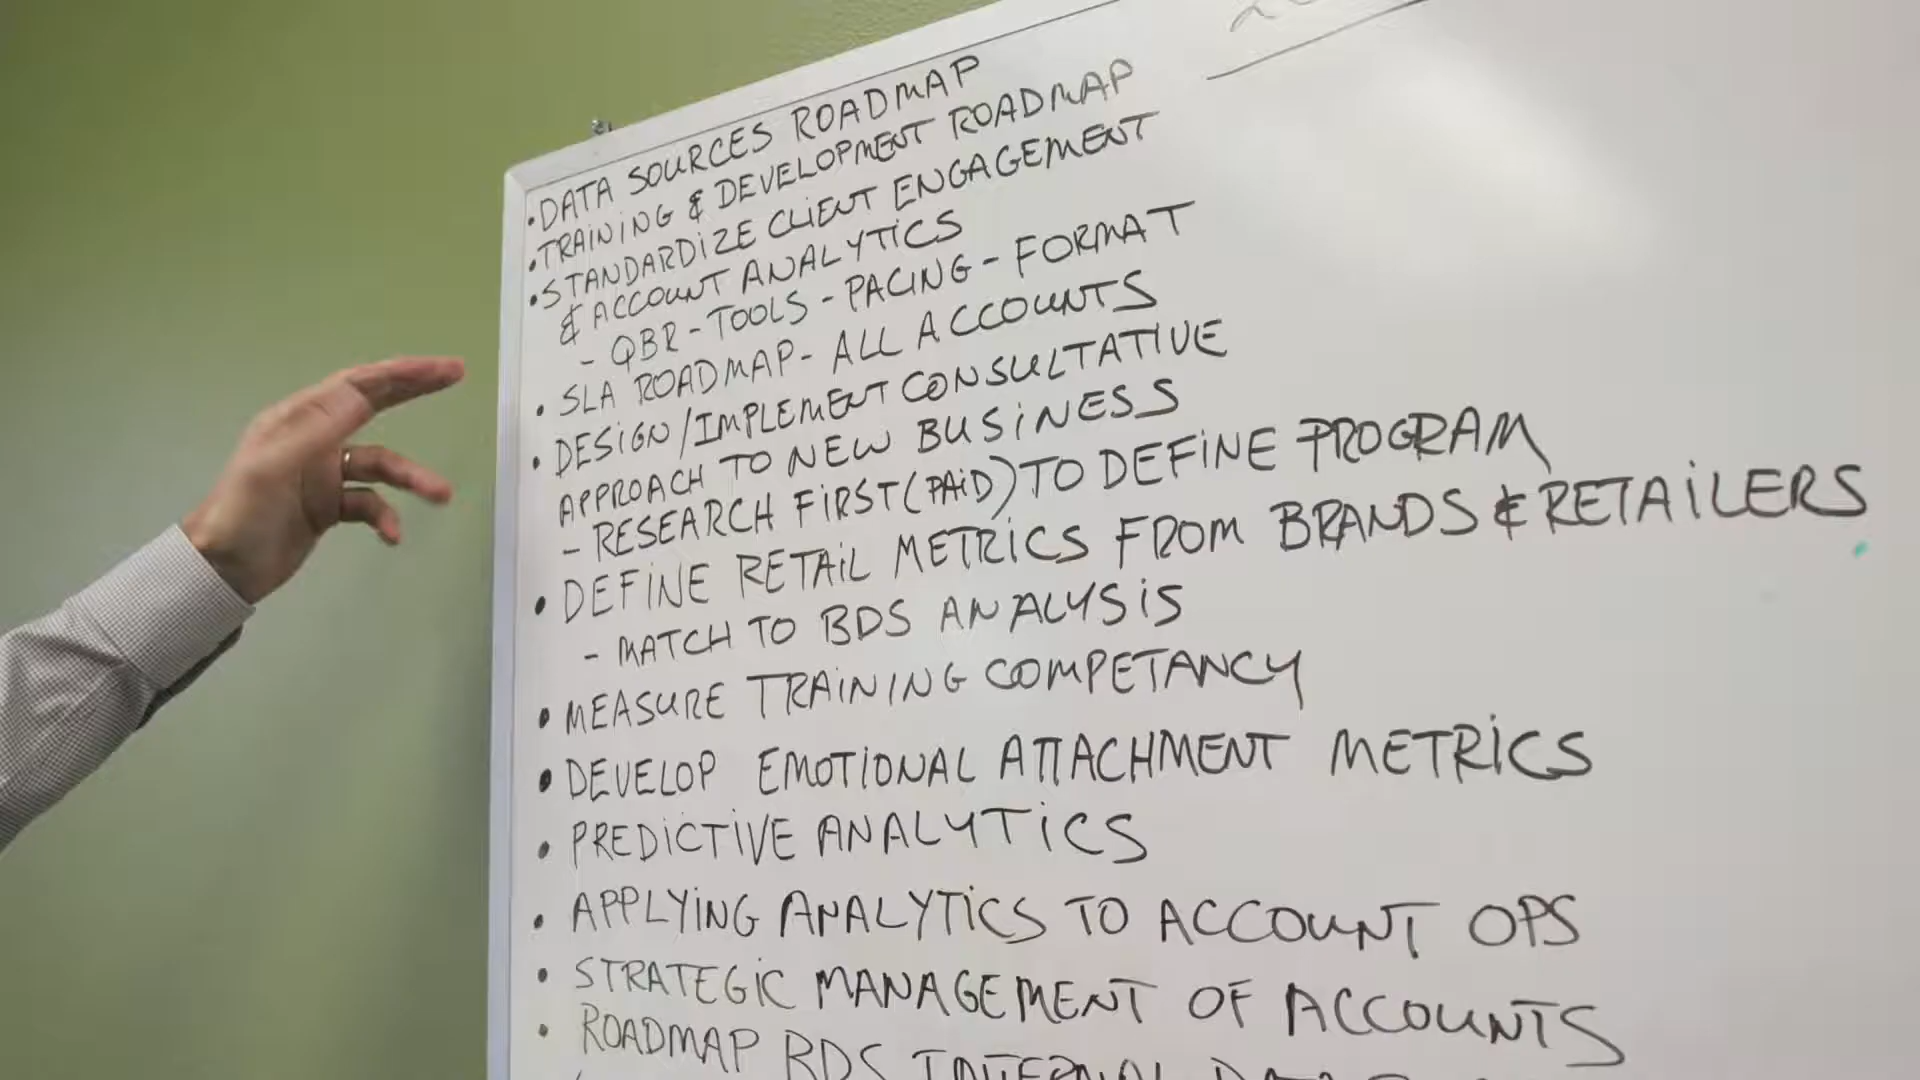 • DATA SOURCES ROADMAP
• TRAINING & DEVELOPMENT ROADMAP
• STANDARDIZE CLIENT ENGAGEMENT
& ACCOUNT ANALYTICS
- QBR - TOOLS - PACING - FORMAT
• SLA ROADMAP - ALL ACCOUNTS
• DESIGN/IMPLEMENT CONSULTATIVE
APPROACH TO NEW BUSINESS
- RESEARCH FIRST (PAID) TO DEFINE PROGRAM
• DEFINE RETAIL METRICS FROM BRANDS & RETAILERS
- MATCH TO BDS ANALYSIS
• MEASURE TRAINING COMPETANCY
• DEVELOP EMOTIONAL ATTACHMENT METRICS
• PREDICTIVE ANALYTICS
• APPLYING ANALYTICS TO ACCOUNT OPS
• STRATEGIC MANAGEMENT OF ACCOUNTS
• ROADMAP BDS INTERNAL